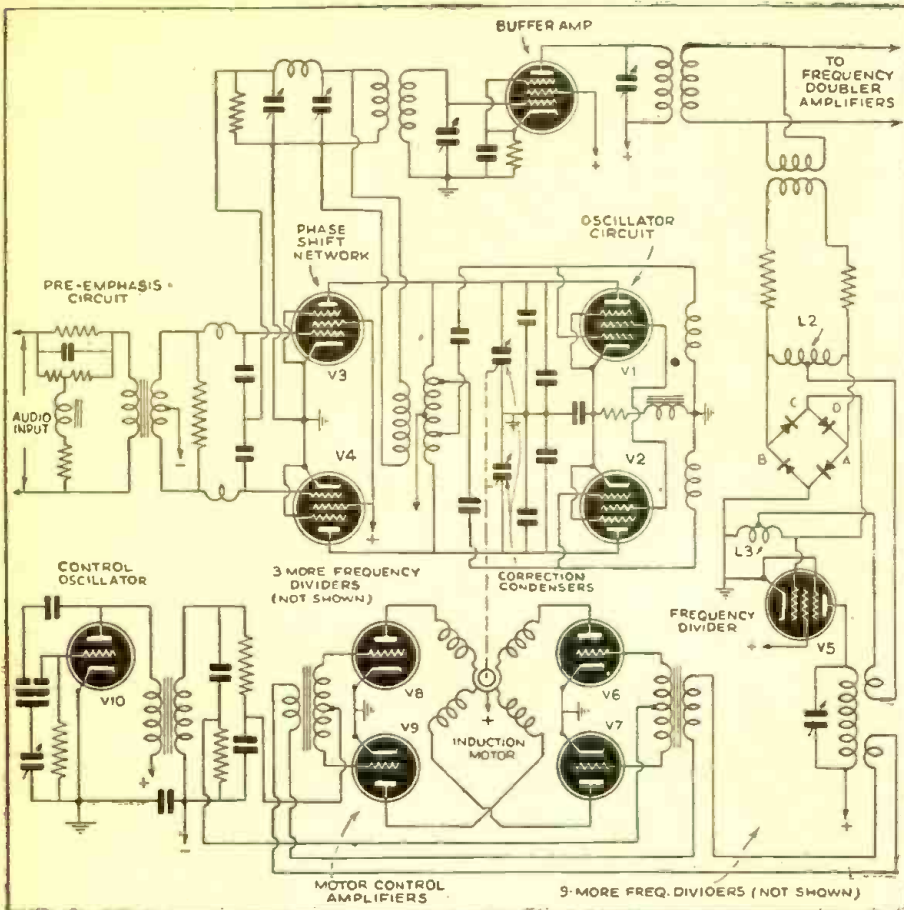 BUFFER AMP
TO
FREQUENCY
DOUBLER
AMPLIFIERS
PHASE
SHIFT
NETWORK
OSCILLATOR
CIRCUIT
PRE-EMPHASIS
CIRCUIT
L2
V3
V1
C
D
AUDIO
INPUT
B
A
V4
V2
L3
CONTROL
OSCILLATOR
3 MORE FREQUENCY
DIVIDERS
(NOT SHOWN)
CORRECTION
CONDENSERS
FREQUENCY
DIVIDER
V5
V10
V8
V6
V9
V7
INDUCTION
MOTOR
MOTOR CONTROL
AMPLIFIERS
9-MORE FREQ. DIVIDERS (NOT SHOWN)